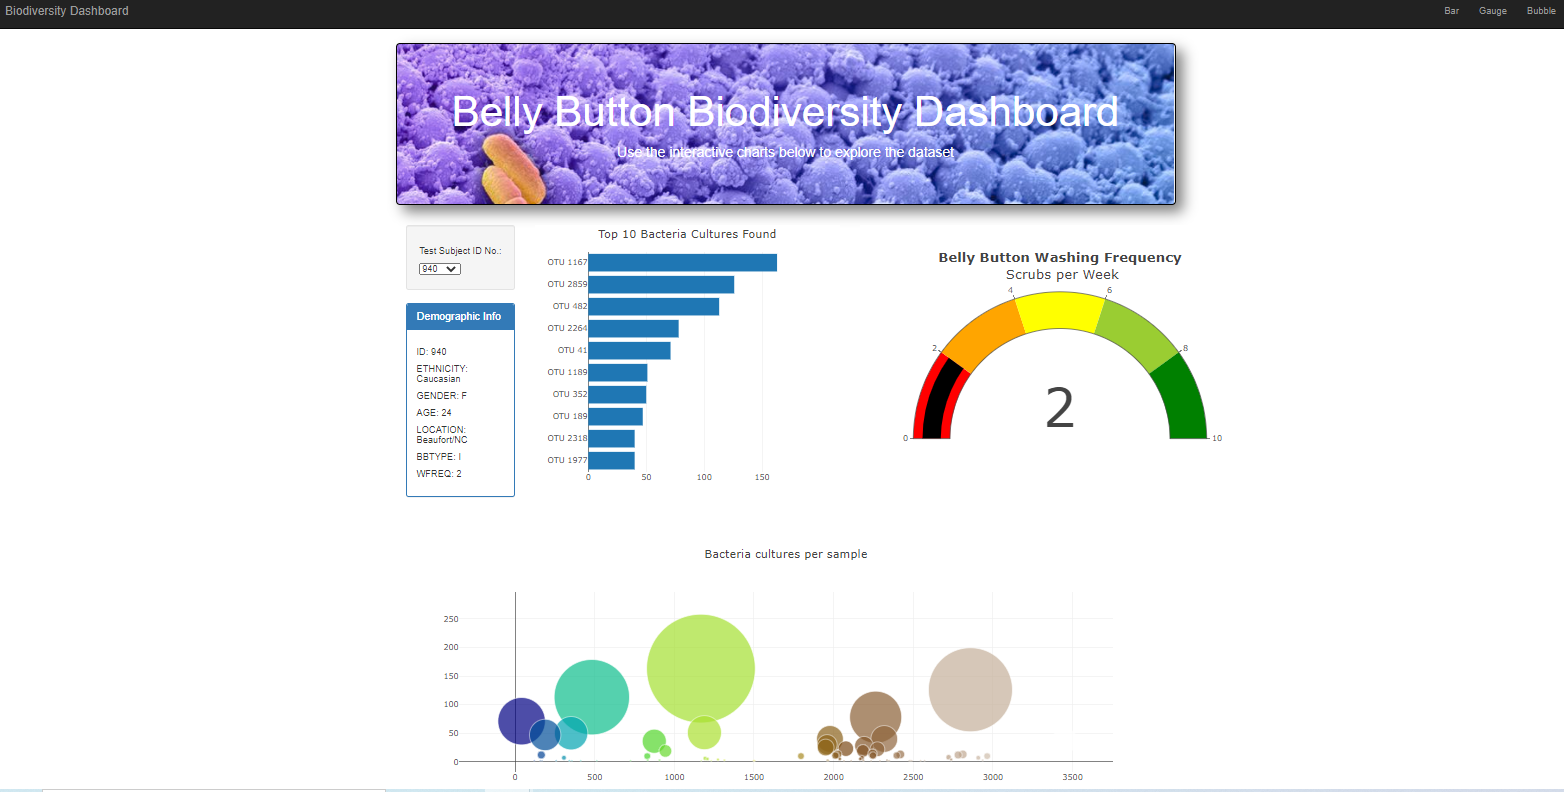 Biodiversity Dashboard
Bar
Gauge
Bubble
Belly Button Biodiversity Dashboard
Use the interactive charts below to explore the dataset
Test Subject ID No.:
940
Demographic Info
ID: 940
ETHNICITY:
Caucasian
GENDER: F
AGE: 24
LOCATION:
Beaufort/NC
BBTYPE: I
WFREQ: 2
Top 10 Bacteria Cultures Found
OTU 1167
OTU 2859
OTU 482
OTU 2264
OTU 41
OTU 1189
OTU 352
OTU 189
OTU 2318
OTU 1977
0 50 100 150
Belly Button Washing Frequency
Scrubs per Week
4 6
2 8
2
0 10
Bacteria cultures per sample
250
200
150
100
50
0
0 500 1000 1500 2000 2500 3000 3500